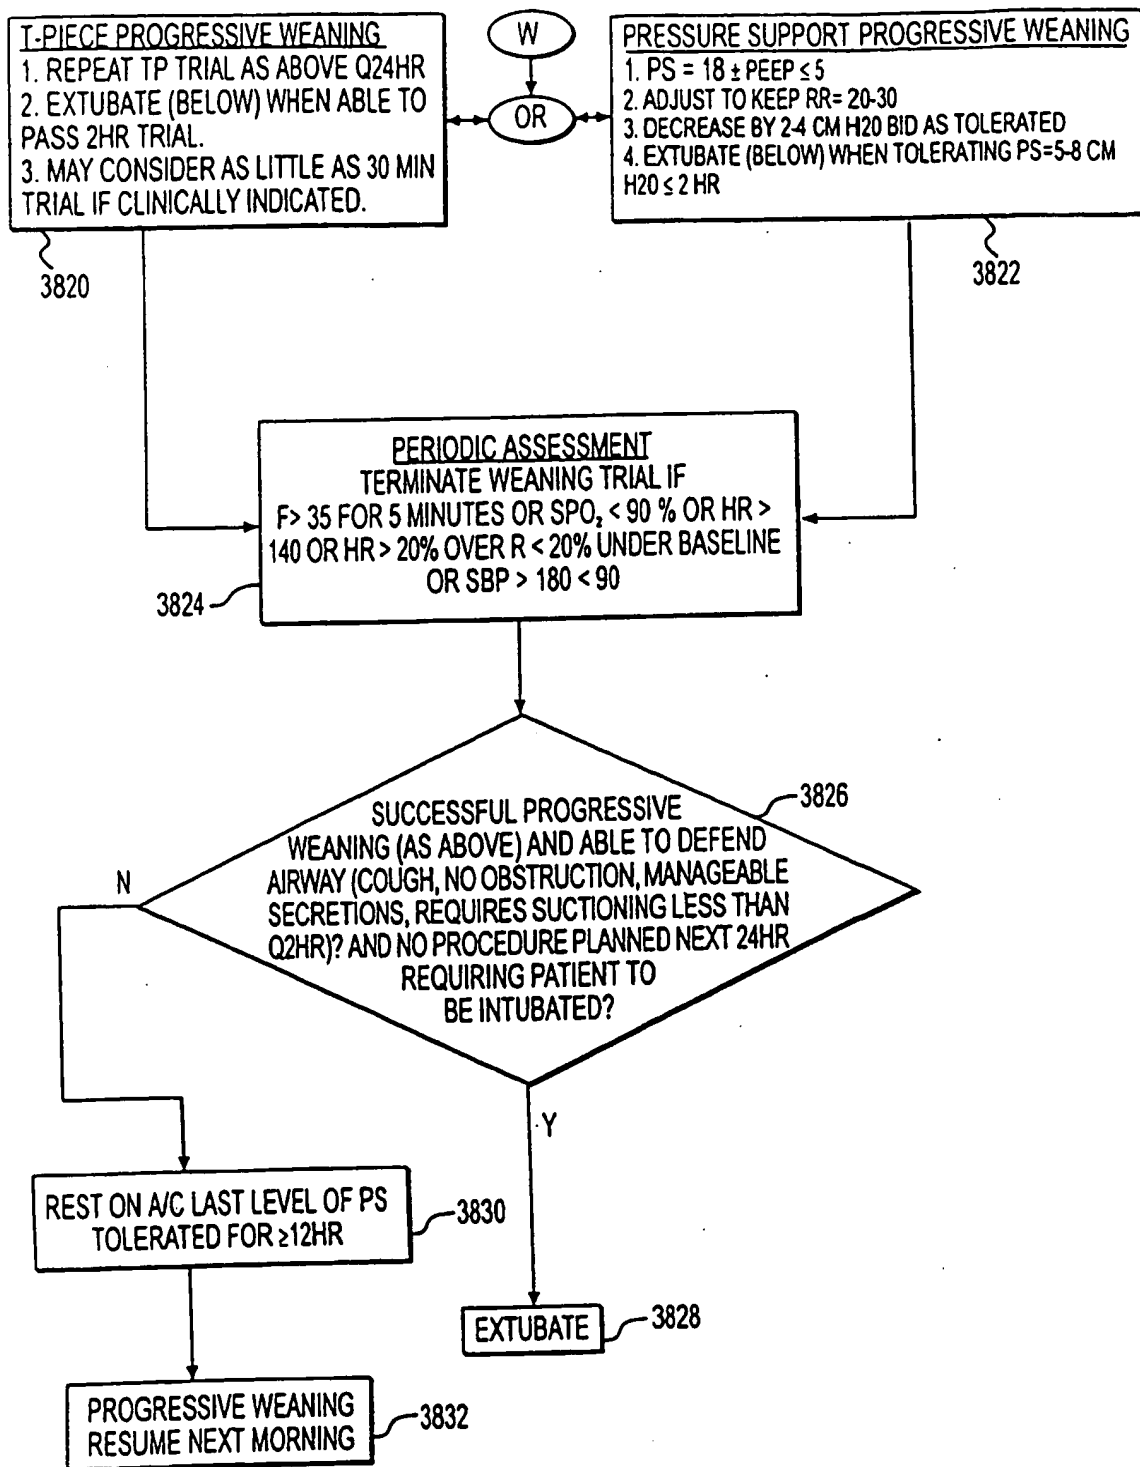 T-PIECE PROGRESSIVE WEANING
1. REPEAT TP TRIAL AS ABOVE Q24HR
2. EXTUBATE (BELOW) WHEN ABLE TO
PASS 2HR TRIAL.
3. MAY CONSIDER AS LITTLE AS 30 MIN
TRIAL IF CLINICALLY INDICATED.
3820
W
OR
PRESSURE SUPPORT PROGRESSIVE WEANING
1. PS = 18 ± PEEP ≤ 5
2. ADJUST TO KEEP RR= 20-30
3. DECREASE BY 2-4 CM H20 BID AS TOLERATED
4. EXTUBATE (BELOW) WHEN TOLERATING PS=5-8 CM
H20 ≤ 2 HR
3822
PERIODIC ASSESSMENT
TERMINATE WEANING TRIAL IF
F> 35 FOR 5 MINUTES OR SPO₂ < 90 % OR HR >
140 OR HR > 20% OVER R < 20% UNDER BASELINE
OR SBP > 180 < 90
3824
SUCCESSFUL PROGRESSIVE
WEANING (AS ABOVE) AND ABLE TO DEFEND
AIRWAY (COUGH, NO OBSTRUCTION, MANAGEABLE
SECRETIONS, REQUIRES SUCTIONING LESS THAN
Q2HR)? AND NO PROCEDURE PLANNED NEXT 24HR
REQUIRING PATIENT TO
BE INTUBATED?
3826
N
Y
REST ON A/C LAST LEVEL OF PS
TOLERATED FOR ≥12HR
3830
EXTUBATE
3828
PROGRESSIVE WEANING
RESUME NEXT MORNING
3832